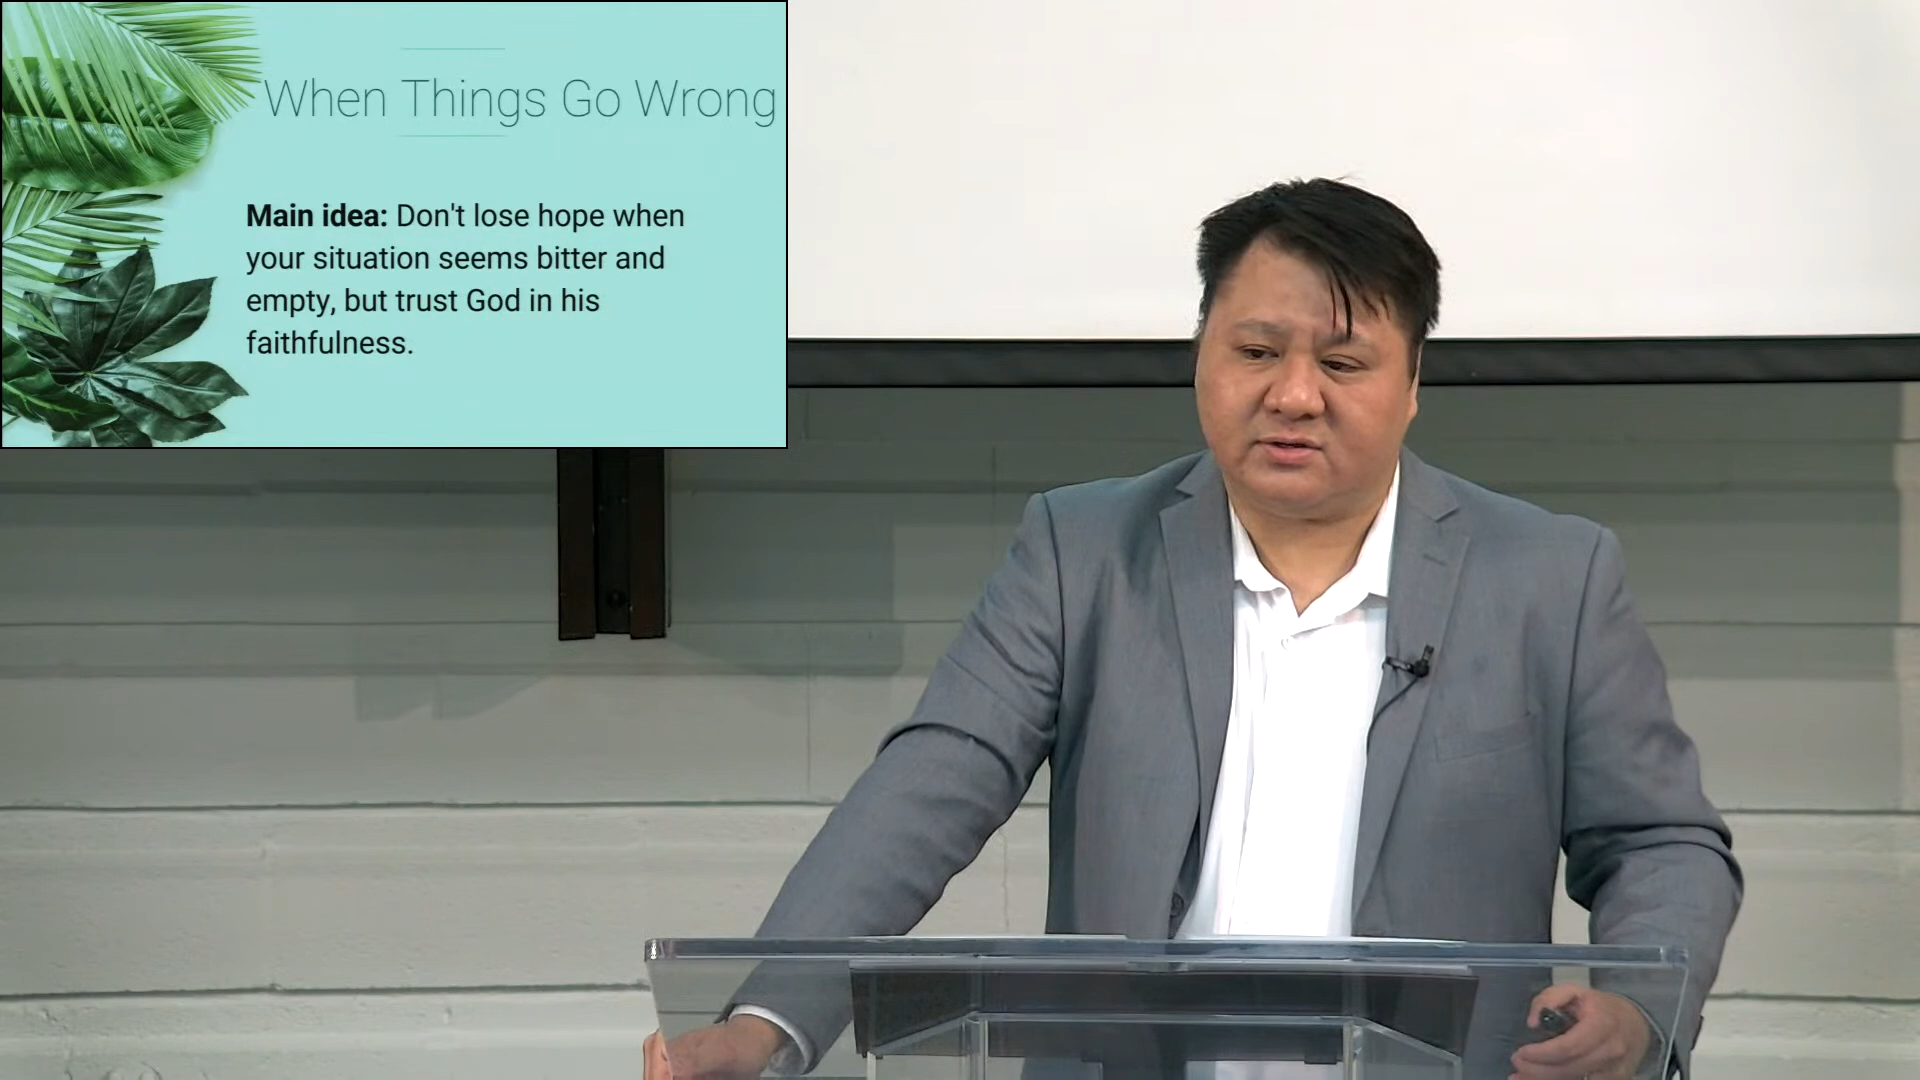 When Things Go Wrong
Main idea: Don't lose hope when
your situation seems bitter and
empty, but trust God in his
faithfulness.